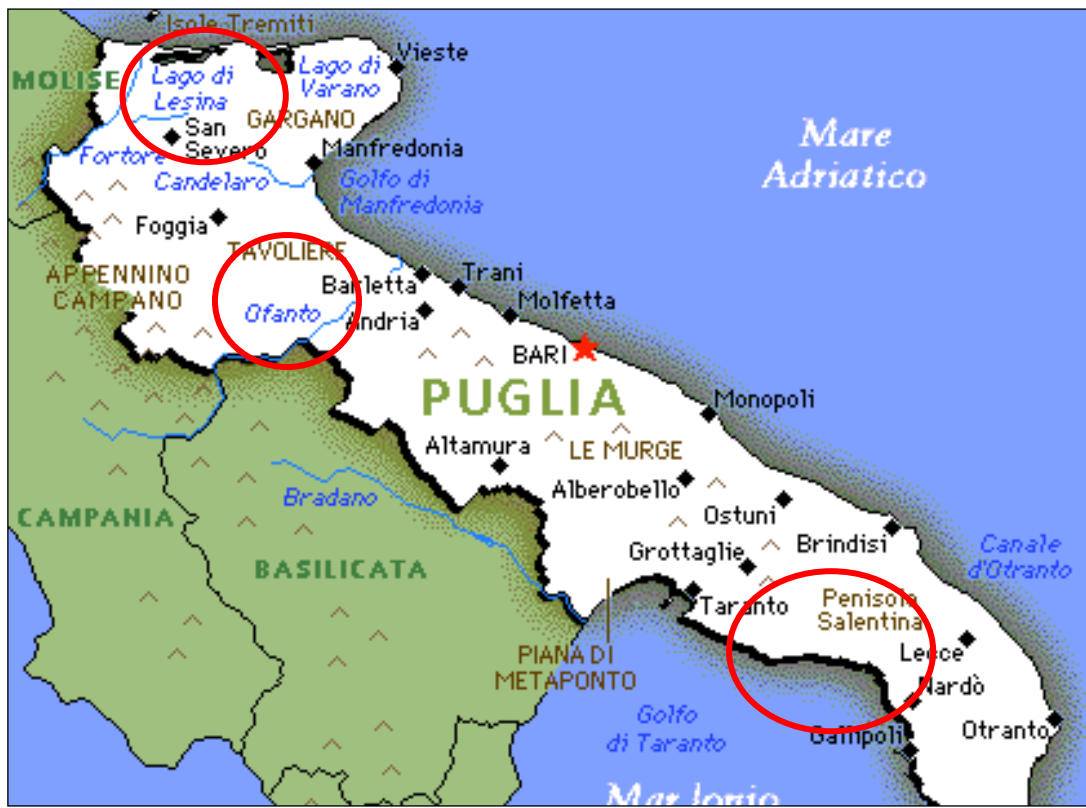 Isole Tremiti
Vieste
MOLISE
Lago di
Lesina
Lago di
Varano
GARGANO
San
Severo
Fortore
Manfredonia
Candelaro
Golfo di
Manfredonia
Mare
Adriatico
Foggia
TAVOLIERE
APPENNINO
CAMPANO
Barletta
Trani
Ofanto
Andria
Molfetta
BARI
PUGLIA
Monopoli
Altamura
LE MURGE
Alberobello
Bradano
Ostuni
CAMPANIA
Brindisi
Canale
d'Otranto
Grottaglie
BASILICATA
Taranto
Penisola
Salentina
Lecce
PIANA DI
METAPONTO
Nardò
Golfo
di Taranto
Gallipoli
Otranto
Mar Ionio